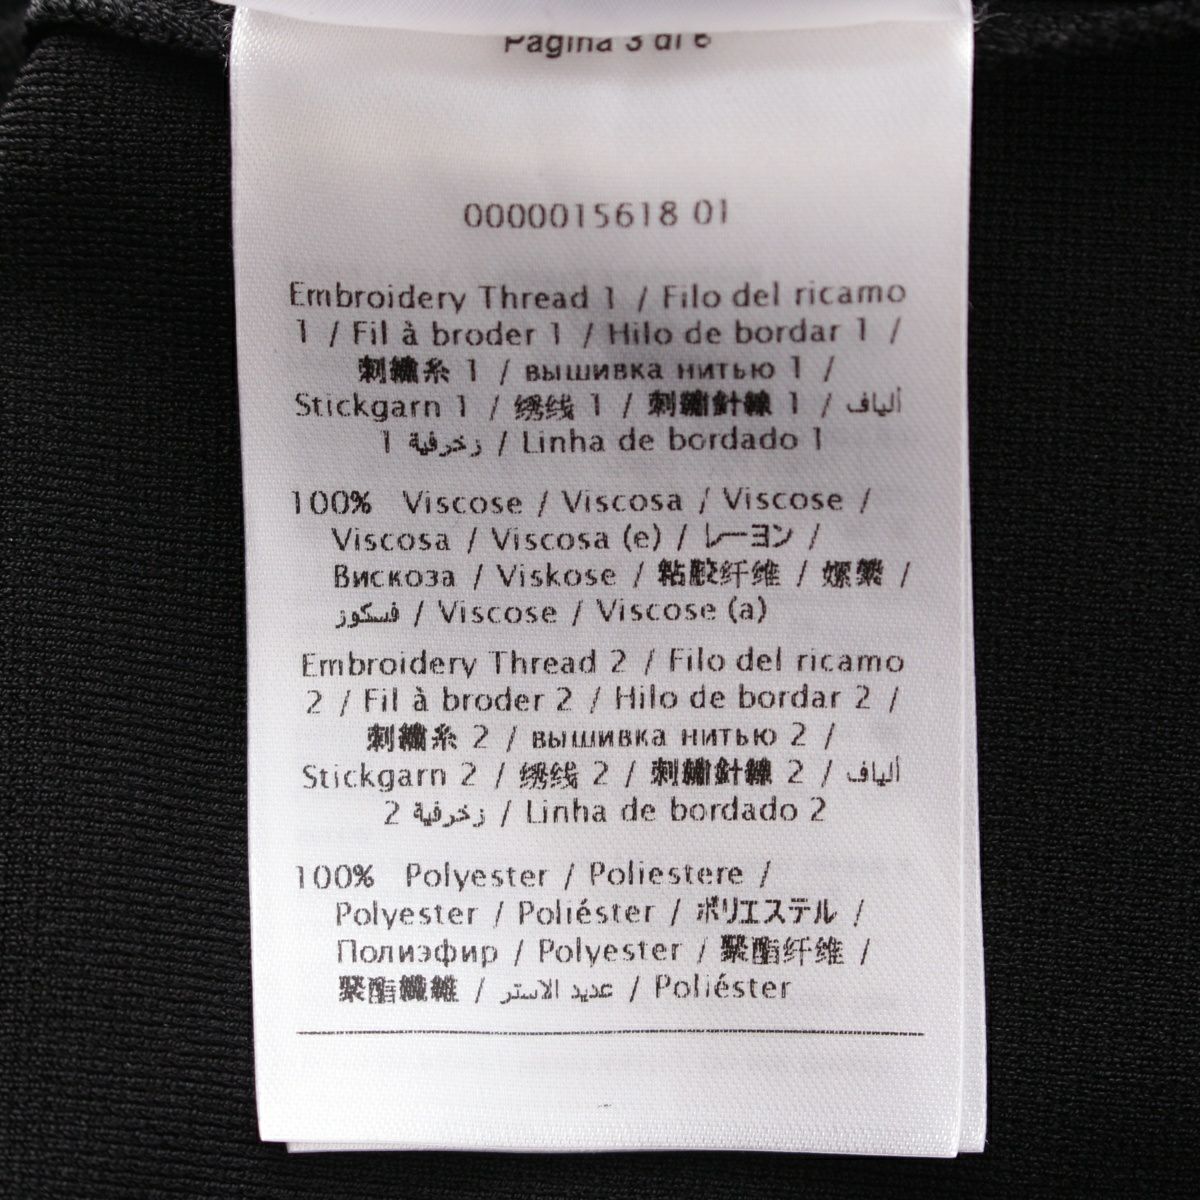 Pagina 3 di 6
0000015618 01
Embroidery Thread 1 / Filo del ricamo
1 / Fil à broder 1 / Hilo de bordar 1 /
刺繍糸 1 / вышивка нитью 1 /
Stickgarn 1 / 绣线 1 / 刺繡針線 1 / ألياف
زخرفية 1 / Linha de bordado 1
100% Viscose / Viscosa / Viscose /
Viscosa / Viscosa (e) / レーヨン /
Вискоза / Viskose / 粘胶纤维 / 嫘縈 /
فسكوز / Viscose / Viscose (a)
Embroidery Thread 2 / Filo del ricamo
2 / Fil à broder 2 / Hilo de bordar 2 /
刺繍糸 2 / вышивка нитью 2 /
Stickgarn 2 / 绣线 2 / 刺繡針線 2 / ألياف
زخرفية 2 / Linha de bordado 2
100% Polyester / Poliestere /
Polyester / Poliéster / ポリエステル /
Полиэфир / Polyester / 聚酯纤维 /
聚酯纖維 / عديد الاستر / Poliéster